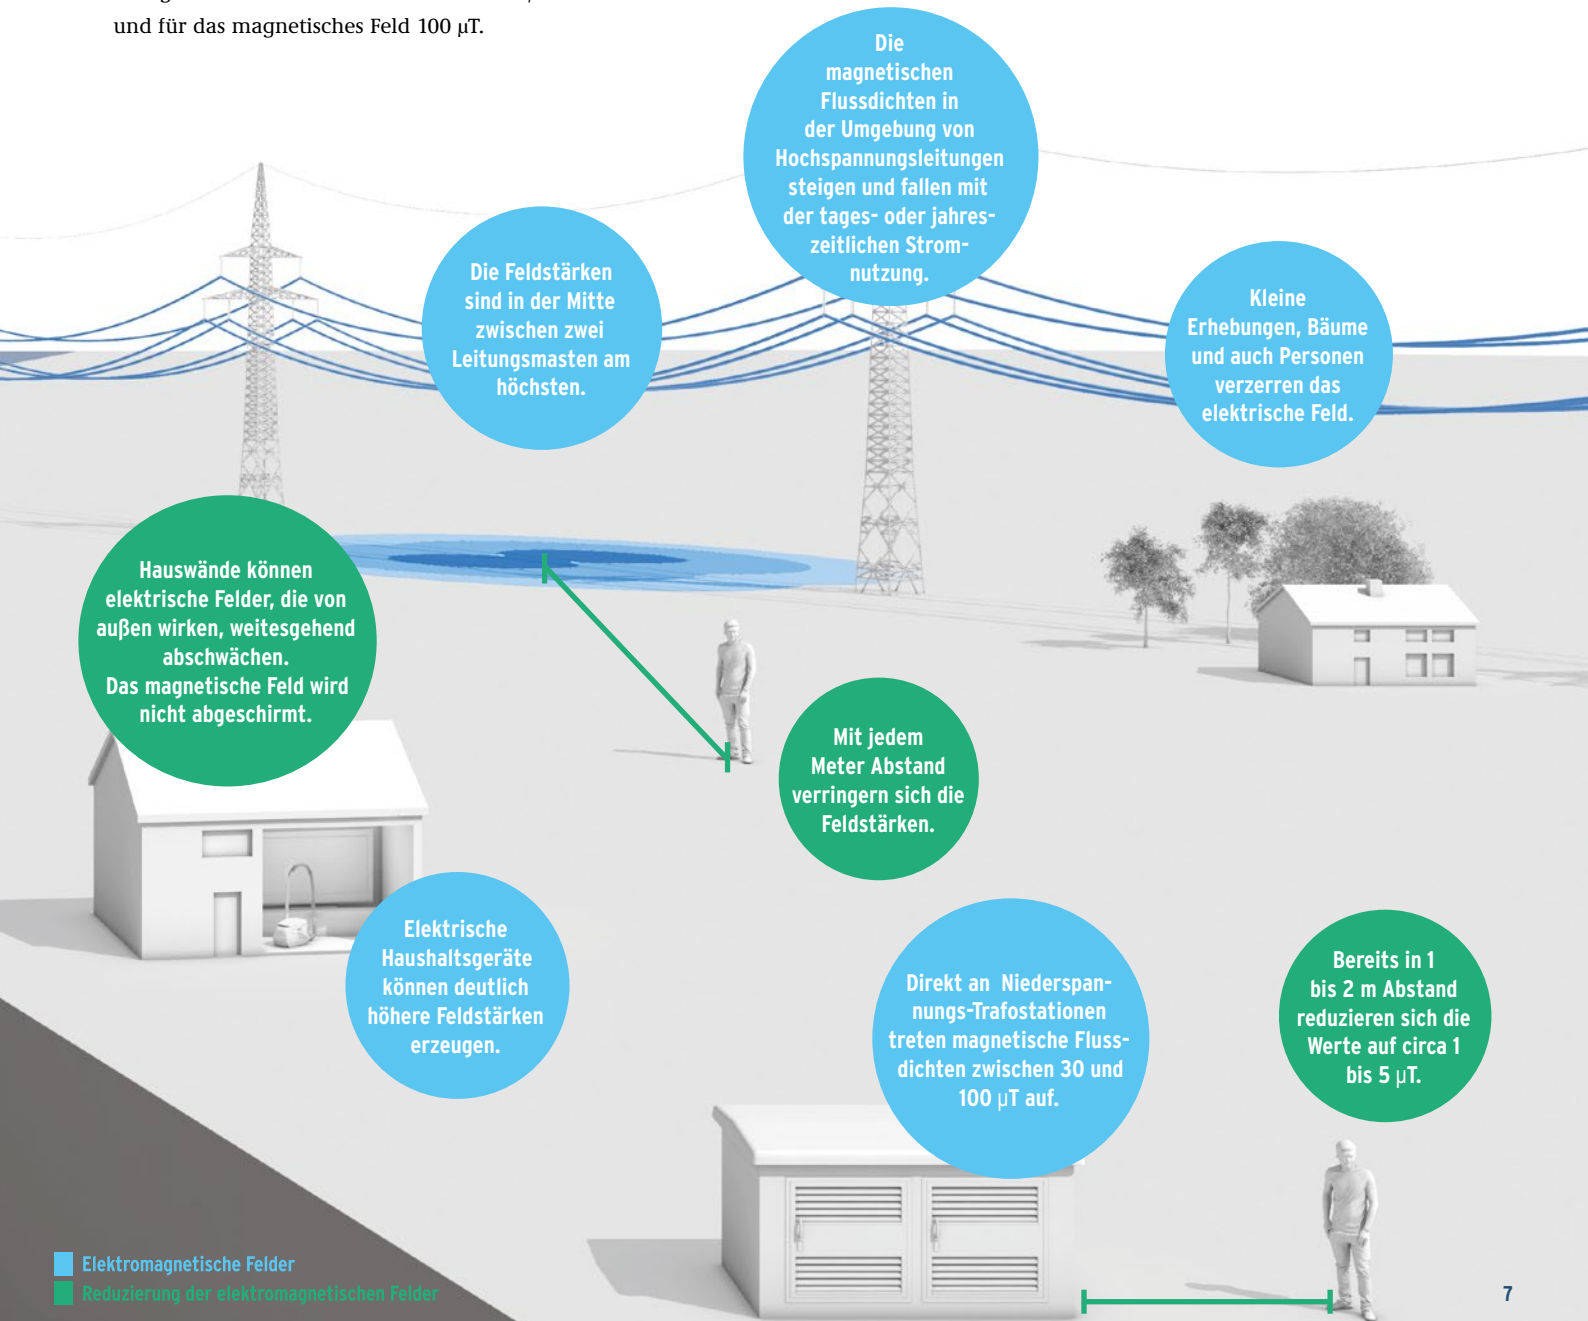 und für das magnetisches Feld 100 µT.
Die
magnetischen
Flussdichten in
der Umgebung von
Hochspannungsleitungen
steigen und fallen mit
der tages- oder jahres-
zeitlichen Strom-
nutzung.
Die Feldstärken
sind in der Mitte
zwischen zwei
Leitungsmasten am
höchsten.
Kleine
Erhebungen, Bäume
und auch Personen
verzerren das
elektrische Feld.
Hauswände können
elektrische Felder, die von
außen wirken, weitesgehend
abschwächen.
Das magnetische Feld wird
nicht abgeschirmt.
Mit jedem
Meter Abstand
verringern sich die
Feldstärken.
Elektrische
Haushaltsgeräte
können deutlich
höhere Feldstärken
erzeugen.
Direkt an Niederspan-
nungs-Trafostationen
treten magnetische Fluss-
dichten zwischen 30 und
100 µT auf.
Bereits in 1
bis 2 m Abstand
reduzieren sich die
Werte auf circa 1
bis 5 µT.
Elektromagnetische Felder
Reduzierung der elektromagnetischen Felder
7